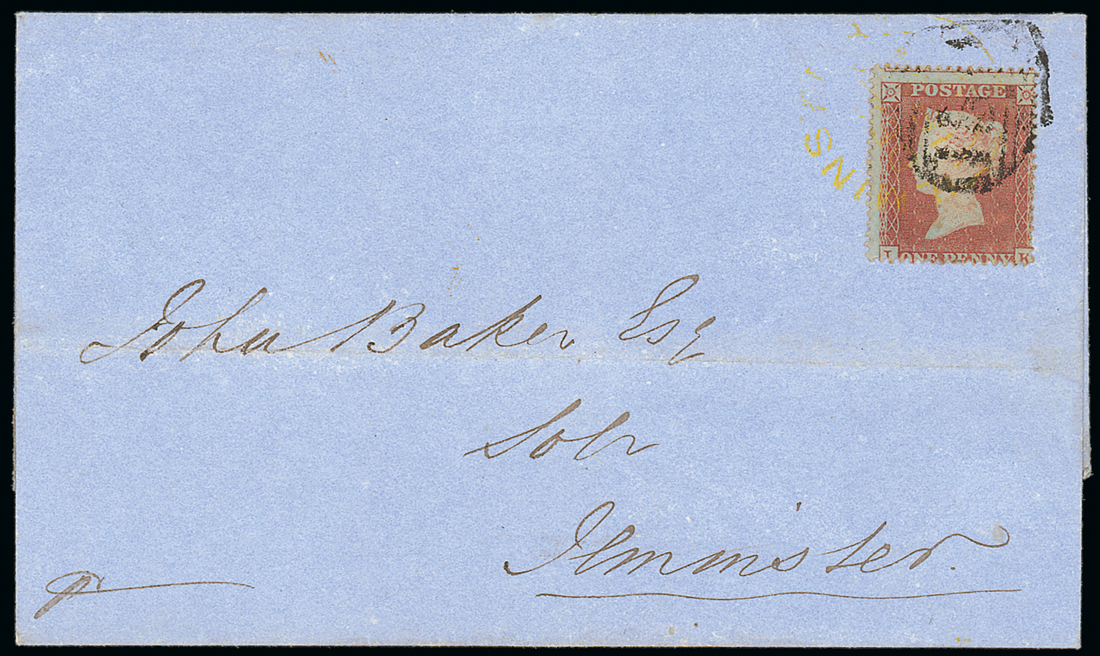 POSTAGE
I ONE PENNY K
John Baker Esq
Solr
Ilminster.